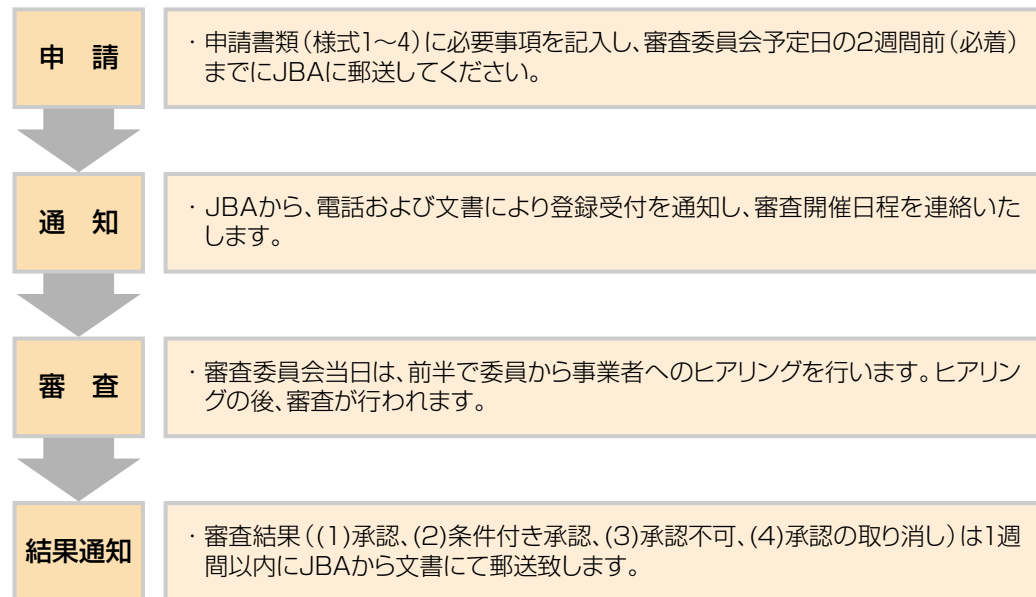 申　請
・申請書類（様式1～4）に必要事項を記入し、審査委員会予定日の2週間前（必着）
までにJBAに郵送してください。
通　知
・JBAから、電話および文書により登録受付を通知し、審査開催日程を連絡いた
します。
審　査
・審査委員会当日は、前半で委員から事業者へのヒアリングを行います。ヒアリン
グの後、審査が行われます。
結果通知
・審査結果（(1)承認、(2)条件付き承認、(3)承認不可、(4)承認の取り消し）は1週
間以内にJBAから文書にて郵送致します。